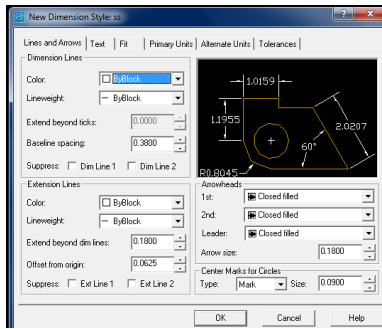 New Dimension Style: ss
Lines and Arrows Text Fit Primary Units Alternate Units Tolerances
Dimension Lines
Color: ByBlock
Lineweight: ByBlock
Extend beyond ticks: 0.0000
Baseline spacing: 0.3800
Suppress: Dim Line 1 Dim Line 2
1.0159
1.1955
2.0207
60°
R0.8045
Extension Lines
Color: ByBlock
Lineweight: ByBlock
Extend beyond dim lines: 0.1800
Offset from origin: 0.0625
Suppress: Ext Line 1 Ext Line 2
Arrowheads
1st: Closed filled
2nd: Closed filled
Leader: Closed filled
Arrow size: 0.1800
Center Marks for Circles
Type: Mark Size: 0.0900
OK Cancel Help